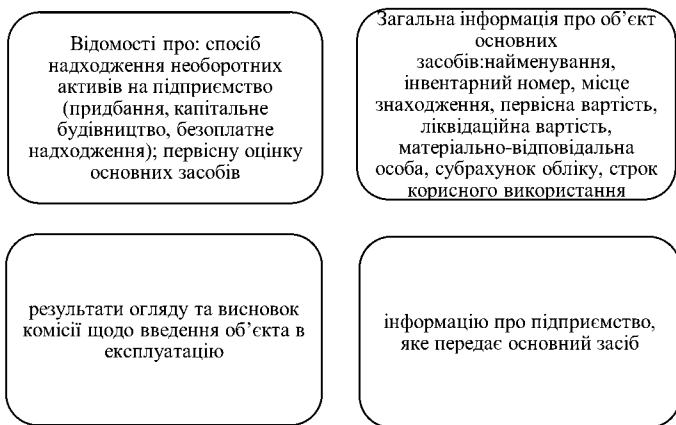 Відомості про: спосіб
надходження необоротних
активів на підприємство
(придбання, капітальне
будівництво, безоплатне
надходження); первісну оцінку
основних засобів
Загальна інформація про об’єкт
основних
засобів:найменування,
інвентарний номер, місце
знаходження, первісна вартість,
ліквідаційна вартість,
матеріально-відповідальна
особа, субрахунок обліку, строк
корисного використання
результати огляду та висновок
комісії щодо введення об’єкта в
експлуатацію
інформацію про підприємство,
яке передає основний засіб